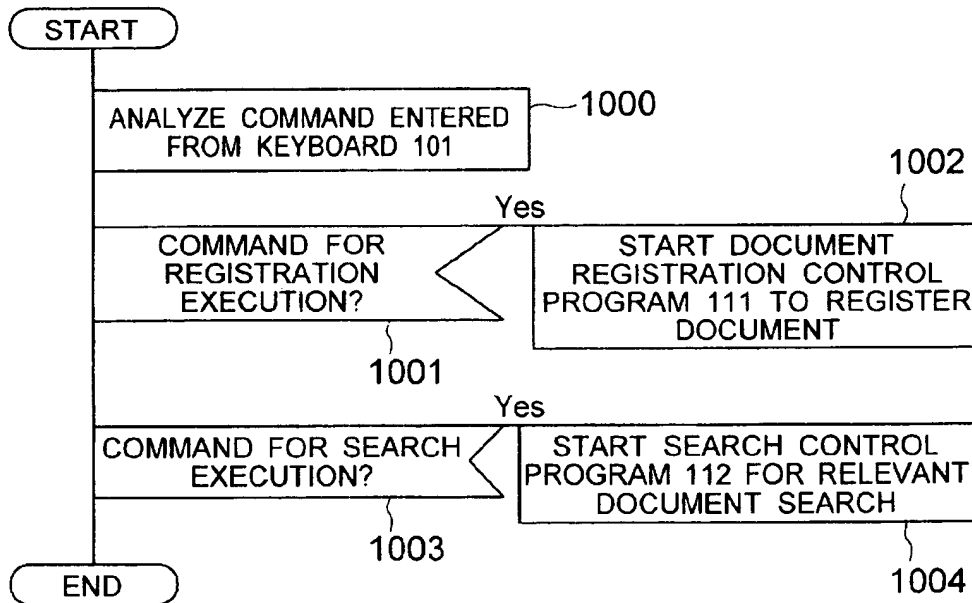 START
ANALYZE COMMAND ENTERED
FROM KEYBOARD 101
1000
1002
Yes
COMMAND FOR
REGISTRATION
EXECUTION?
START DOCUMENT
REGISTRATION CONTROL
PROGRAM 111 TO REGISTER
DOCUMENT
1001
Yes
COMMAND FOR SEARCH
EXECUTION?
START SEARCH CONTROL
PROGRAM 112 FOR RELEVANT
DOCUMENT SEARCH
1003
1004
END